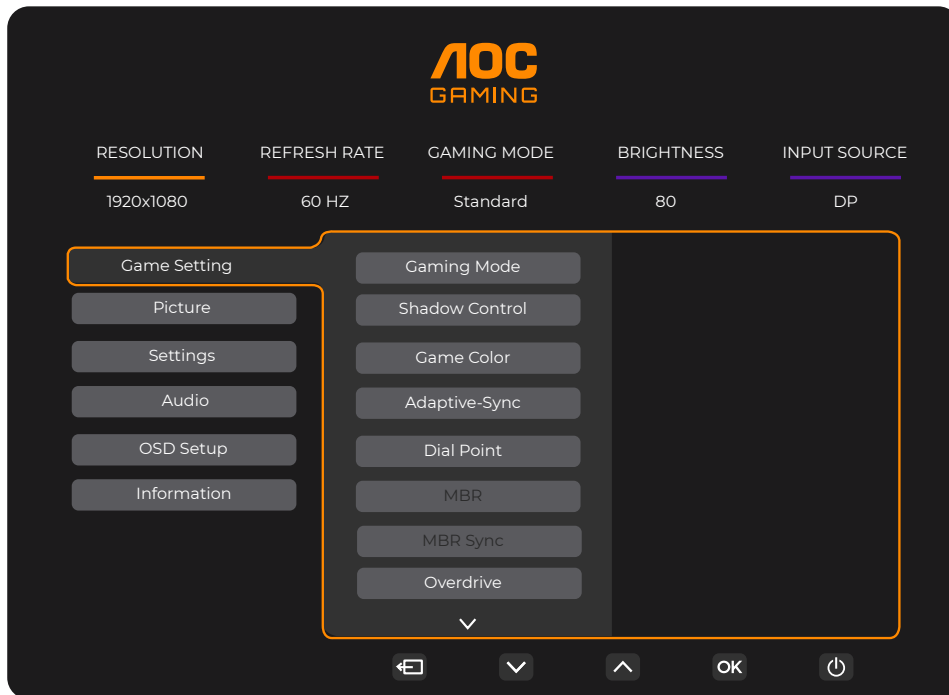 AOC
GAMING
RESOLUTION REFRESH RATE GAMING MODE BRIGHTNESS INPUT SOURCE
1920x1080 60 HZ Standard 80 DP
Game Setting
Picture
Settings
Audio
OSD Setup
Information
Gaming Mode
Shadow Control
Game Color
Adaptive-Sync
Dial Point
MBR
MBR Sync
Overdrive
OK